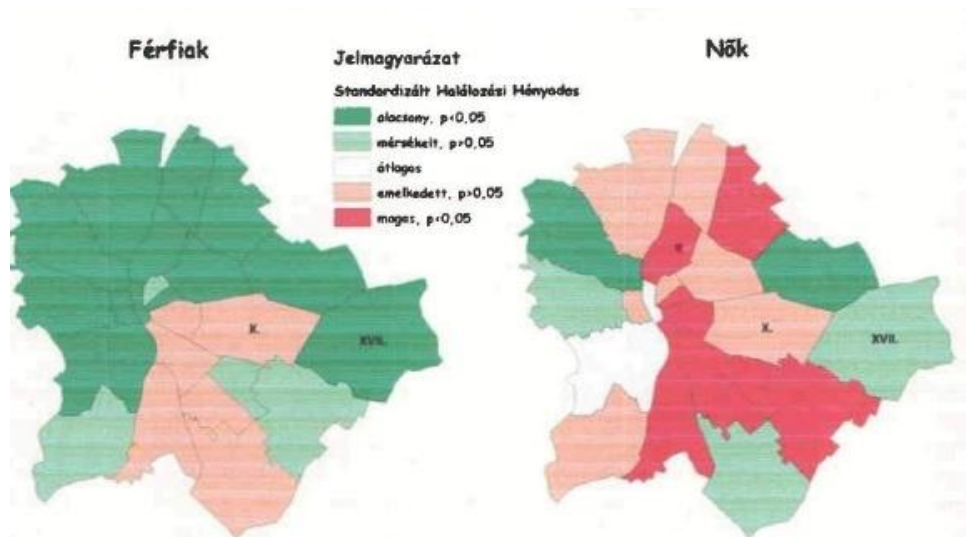 Férfiak
Jelmagyarázat
Standardizált Halálozási Hányados
alacsony, p<0,05
mérsékelt, p>0,05
átlagos
emelkedett, p>0,05
magas, p<0,05
Nők
X.
XVII.
X.
XVII.